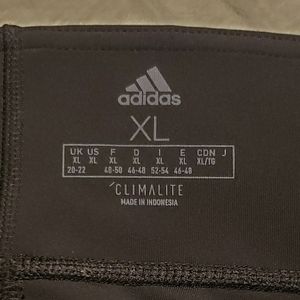 adidas
XL
UK US F D I E CDN J
XL XL XL XL XL XL XL/TG
20-22 48-50 46-48 52-54 46-48
CLIMALITE
MADE IN INDONESIA